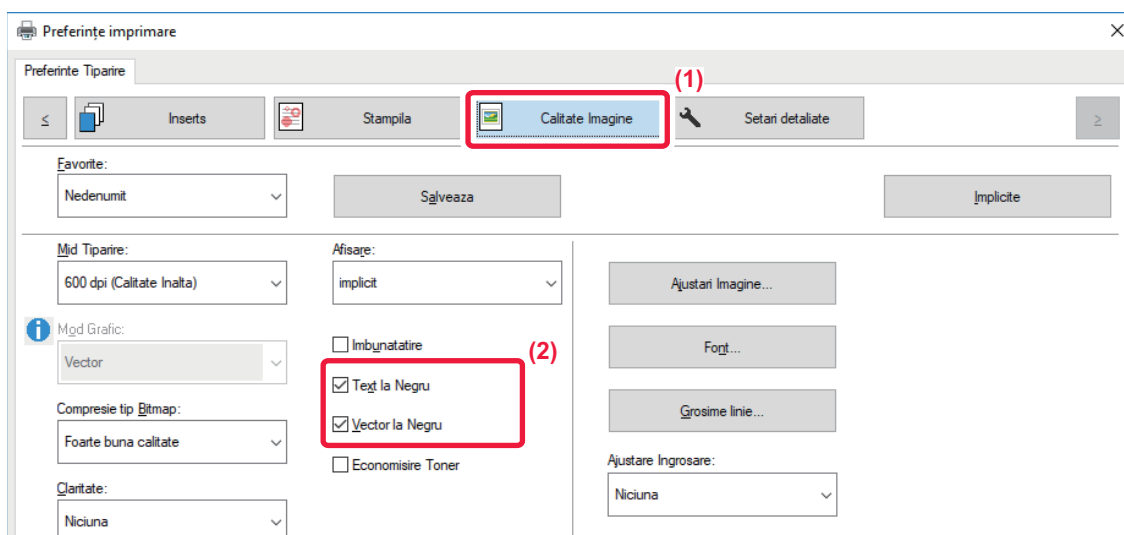 Preferințe imprimare
Preferinte Tiparire
(1)
< Inserts Stampila Calitate Imagine Setari detaliate >
Favorite:
Nedenumit Salveaza Implicite
Mid Tiparire: Afisare:
600 dpi (Calitate Inalta) implicit Ajustari Imagine...
Mod Grafic:
Imbunatatire (2) Font...
Vector
Text la Negru
Compresie tip Bitmap: Vector la Negru Grosime linie...
Foarte buna calitate
Economisire Toner Ajustare Ingrosare:
Claritate:
Niciuna Niciuna